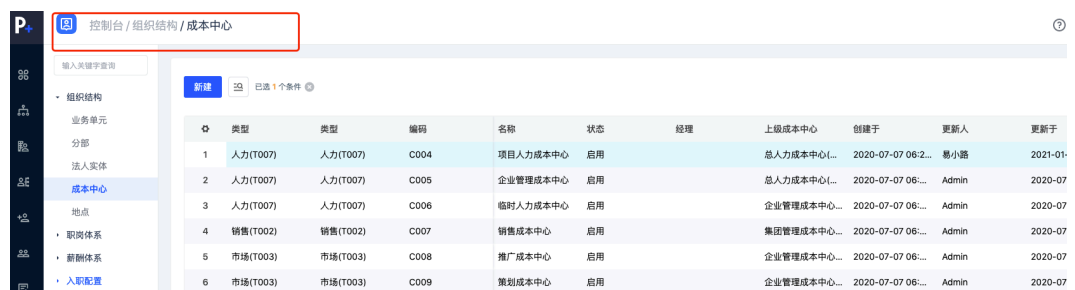 P+ 控制台 / 组织结构 / 成本中心
输入关键字查询
组织结构
业务单元
分部
法人实体
成本中心
地点
职岗体系
薪酬体系
入职配置
新建 已选 1 个条件
类型 类型 编码 名称 状态 经理 上级成本中心 创建于 更新人 更新于
1 人力(T007) 人力(T007) C004 项目人力成本中心 启用 总人力成本中心(... 2020-07-07 06:2... 易小路 2021-01-
2 人力(T007) 人力(T007) C005 企业管理成本中心 启用 总人力成本中心(... 2020-07-07 06:... Admin 2020-07
3 人力(T007) 人力(T007) C006 临时人力成本中心 启用 企业管理成本中心... 2020-07-07 06:... Admin 2020-07
4 销售(T002) 销售(T002) C007 销售成本中心 启用 集团管理成本中心... 2020-07-07 06:... Admin 2020-07
5 市场(T003) 市场(T003) C008 推广成本中心 启用 企业管理成本中心... 2020-07-07 06:... Admin 2020-07
6 市场(T003) 市场(T003) C009 策划成本中心 启用 企业管理成本中心... 2020-07-07 06:... Admin 2020-07